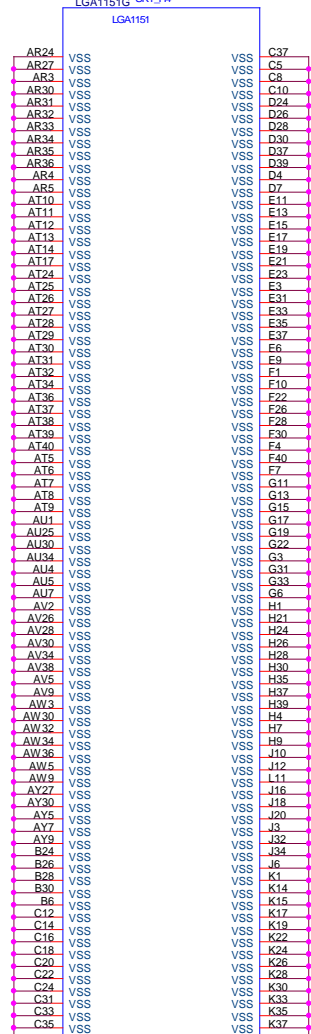 LGA1151G
LGA1151
AR24 VSS VSS C37
AR27 VSS VSS C5
AR3 VSS VSS C8
AR30 VSS VSS C10
AR31 VSS VSS D24
AR32 VSS VSS D26
AR33 VSS VSS D28
AR34 VSS VSS D30
AR35 VSS VSS D37
AR36 VSS VSS D39
AR4 VSS VSS D4
AR5 VSS VSS D7
AT10 VSS VSS E11
AT11 VSS VSS E13
AT12 VSS VSS E15
AT13 VSS VSS E17
AT14 VSS VSS E19
AT17 VSS VSS E21
AT24 VSS VSS E23
AT25 VSS VSS E3
AT26 VSS VSS E31
AT27 VSS VSS E33
AT28 VSS VSS E35
AT29 VSS VSS E37
AT30 VSS VSS E6
AT31 VSS VSS E9
AT32 VSS VSS F1
AT34 VSS VSS F10
AT36 VSS VSS F22
AT37 VSS VSS F26
AT38 VSS VSS F28
AT39 VSS VSS F30
AT40 VSS VSS F4
AT5 VSS VSS F40
AT6 VSS VSS F7
AT7 VSS VSS G11
AT8 VSS VSS G13
AT9 VSS VSS G15
AU1 VSS VSS G17
AU25 VSS VSS G19
AU30 VSS VSS G22
AU34 VSS VSS G3
AU4 VSS VSS G31
AU5 VSS VSS G33
AU7 VSS VSS G6
AV2 VSS VSS H1
AV26 VSS VSS H21
AV28 VSS VSS H24
AV30 VSS VSS H26
AV34 VSS VSS H28
AV38 VSS VSS H30
AV5 VSS VSS H35
AV9 VSS VSS H37
AW3 VSS VSS H39
AW30 VSS VSS H4
AW32 VSS VSS H7
AW34 VSS VSS H9
AW36 VSS VSS J10
AW5 VSS VSS J12
AW9 VSS VSS L11
AY27 VSS VSS J16
AY30 VSS VSS J18
AY5 VSS VSS J20
AY7 VSS VSS J3
AY9 VSS VSS J32
B24 VSS VSS J34
B26 VSS VSS J6
B28 VSS VSS K1
B30 VSS VSS K14
B6 VSS VSS K15
C12 VSS VSS K17
C14 VSS VSS K19
C16 VSS VSS K22
C18 VSS VSS K24
C20 VSS VSS K26
C22 VSS VSS K28
C24 VSS VSS K30
C31 VSS VSS K33
C33 VSS VSS K35
C35 VSS VSS K37